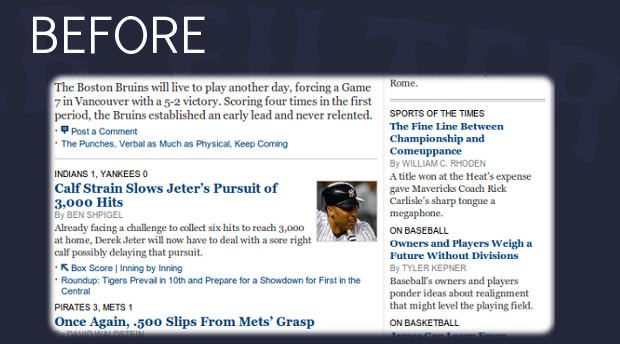 BEFORE
The Boston Bruins will live to play another day, forcing a Game
7 in Vancouver with a 5-2 victory. Scoring four times in the first
period, the Bruins established an early lead and never relented.
· Post a Comment
· The Punches, Verbal as Much as Physical, Keep Coming
INDIANS 1, YANKEES 0
Calf Strain Slows Jeter's Pursuit of
3,000 Hits
By BEN SHPIGEL
Already facing a challenge to collect six hits to reach 3,000
at home, Derek Jeter will now have to deal with a sore right
calf possibly delaying that pursuit.
· Box Score | Inning by Inning
· Roundup: Tigers Prevail in 10th and Prepare for a Showdown for First in the
Central
PIRATES 3, METS 1
Once Again, .500 Slips From Mets' Grasp
By DAVID WALDSTEIN
Rome.
SPORTS OF THE TIMES
The Fine Line Between
Championship and
Comeuppance
By WILLIAM C. RHODEN
A title won at the Heat's expense
gave Mavericks Coach Rick
Carlisle's sharp tongue a
megaphone.
ON BASEBALL
Owners and Players Weigh a
Future Without Divisions
By TYLER KEPNER
Baseball's owners and players
ponder ideas about realignment
that might level the playing field.
ON BASKETBALL
James Can Learn From